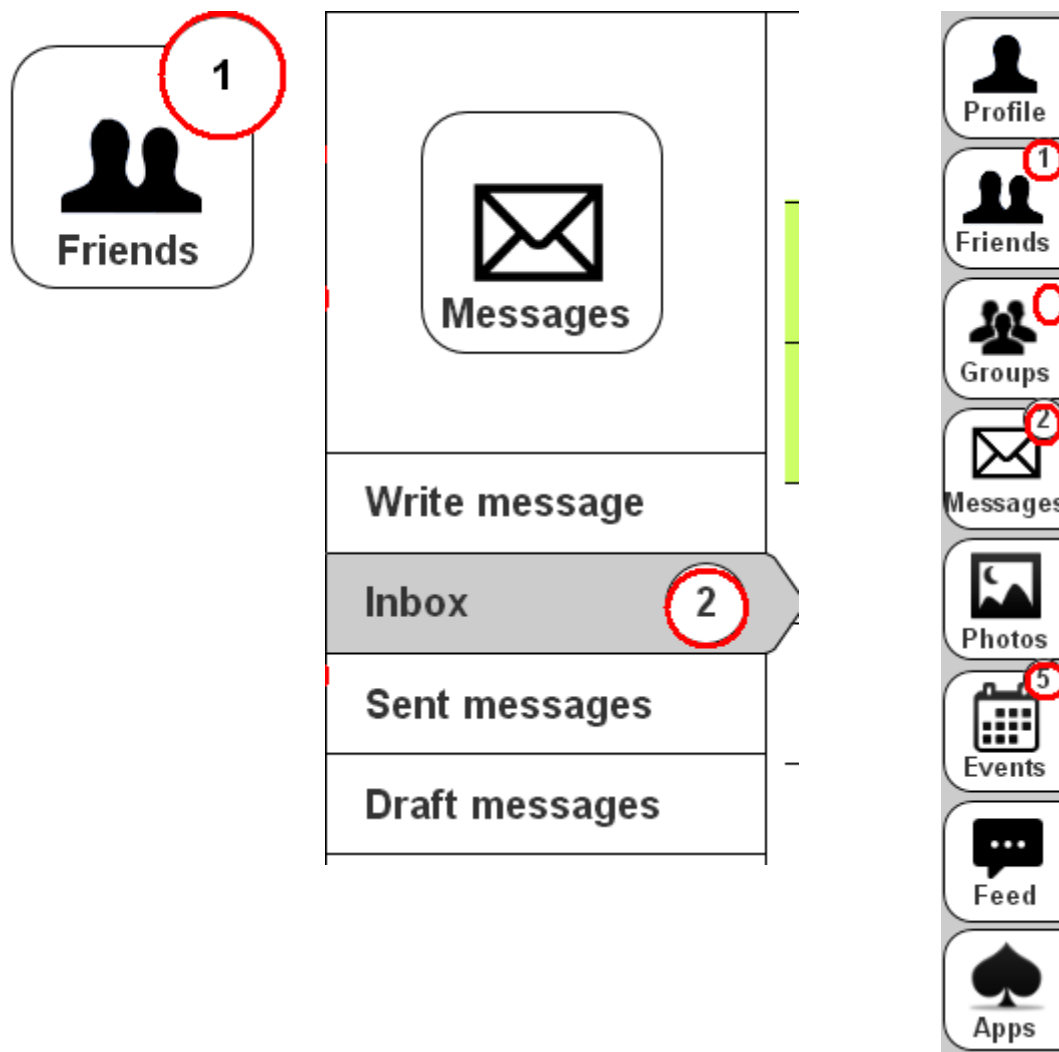 1
Friends
Messages
Write message
Inbox 2
Sent messages
Draft messages
Profile
1
Friends
Groups
2
Messages
Photos
5
Events
Feed
Apps